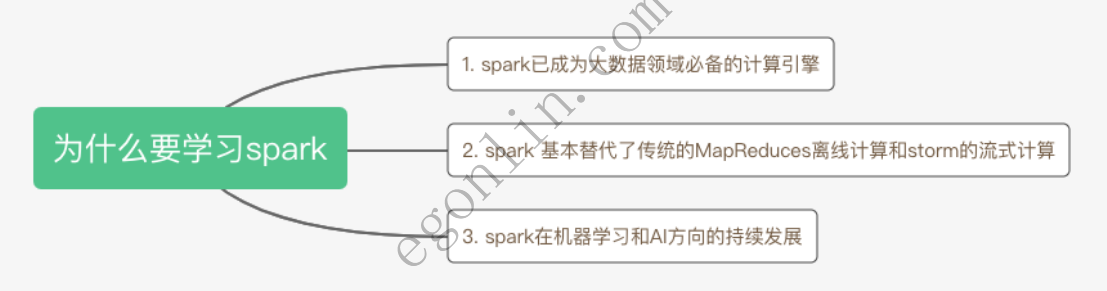 为什么要学习spark
1. spark已成为大数据领域必备的计算引擎
2. spark 基本替代了传统的MapReduces离线计算和storm的流式计算
3. spark在机器学习和AI方向的持续发展
egonlin.com